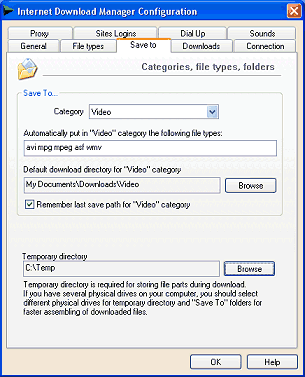 Internet Download Manager Configuration
Proxy Sites Logins Dial Up Sounds
General File types Save to Downloads Connection
Categories, file types, folders
Save To...
Category Video
Automatically put in "Video" category the following file types:
avi mpg mpeg asf wmv
Default download directory for "Video" category
My Documents\Downloads\Video Browse
Remember last save path for "Video" category
Temporary directory
C:\Temp Browse
Temporary directory is required for storing file parts during download.
If you have several physical drives on your computer, you should select
different physical drives for temporary directory and "Save To" folders for
faster assembling of downloaded files.
OK Help